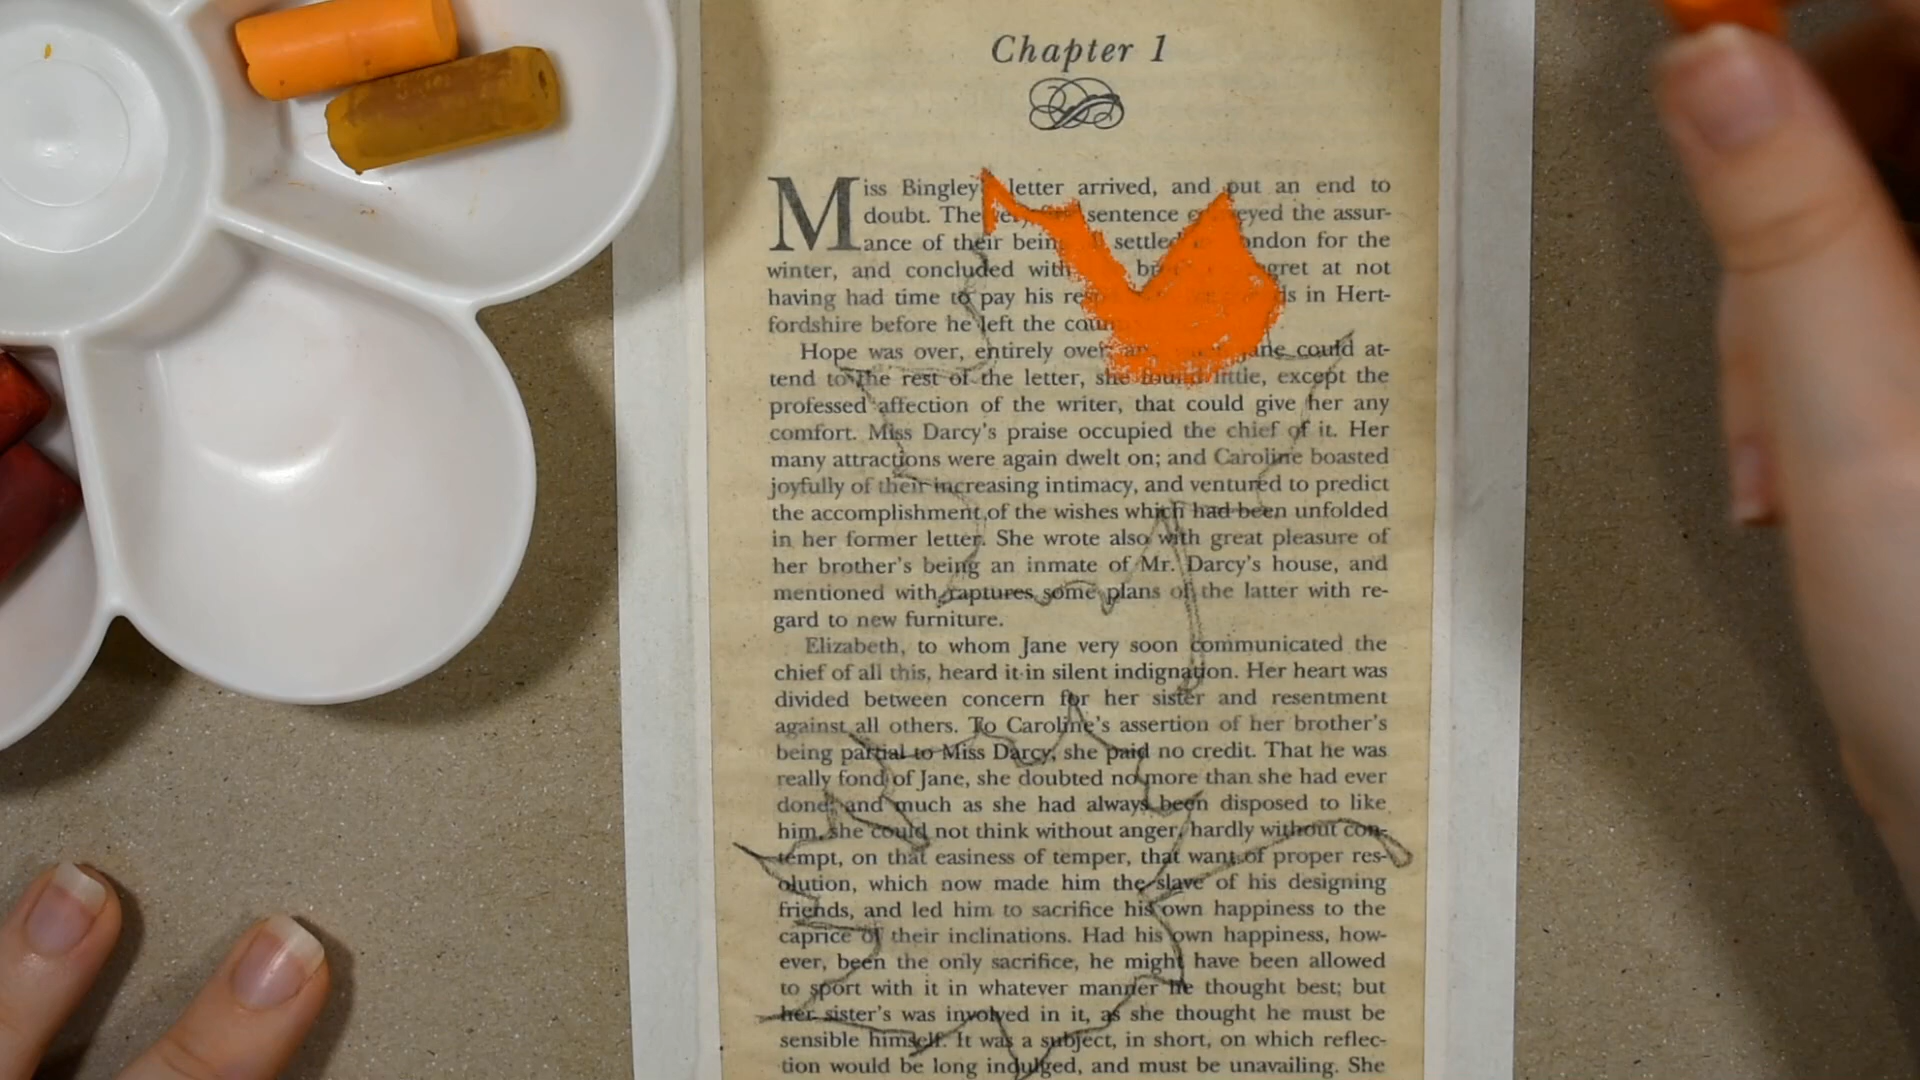 Chapter 1
Miss Bingley letter arrived, and put an end to
doubt. The sentence the assur-
ance of their being settled London for the
winter, and concluded with at not
having had time to pay his in Hert-
fordshire before he left the
Hope was over, entirely over Jane could at-
tend to the rest of the letter, she found little, except the
professed affection of the writer, that could give her any
comfort. Miss Darcy's praise occupied the chief of it. Her
many attractions were again dwelt on; and Caroline boasted
joyfully of their increasing intimacy, and ventured to predict
the accomplishment of the wishes which had been unfolded
in her former letter. She wrote also with great pleasure of
her brother's being an inmate of Mr. Darcy's house, and
mentioned with raptures some plans of the latter with re-
gard to new furniture.
Elizabeth, to whom Jane very soon communicated the
chief of all this, heard it in silent indignation. Her heart was
divided between concern for her sister and resentment
against all others. To Caroline's assertion of her brother's
being partial to Miss Darcy, she paid no credit. That he was
really fond of Jane, she doubted no more than she had ever
done; and much as she had always been disposed to like
him, she could not think without anger, hardly without con-
tempt, on that easiness of temper, that want of proper res-
olution, which now made him the slave of his designing
friends, and led him to sacrifice his own happiness to the
caprice of their inclinations. Had his own happiness, how-
ever, been the only sacrifice, he might have been allowed
to sport with it in whatever manner he thought best; but
her sister's was involved in it, as she thought he must be
sensible himself. It was a subject, in short, on which reflec-
tion would be long indulged, and must be unavailing. She